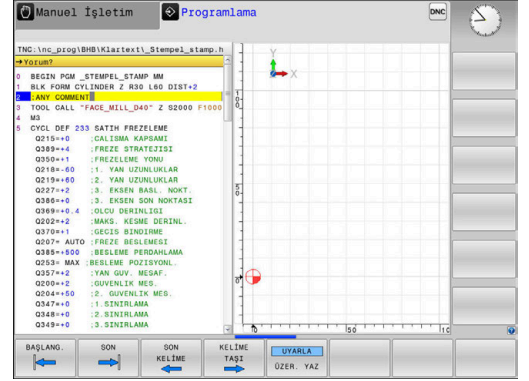 Manuel İşletim
Programlama
DNC
TNC:\nc_prog\BHB\Klartext\_Stempel_stamp.h
→Yorum?
0 BEGIN PGM _STEMPEL_STAMP MM
1 BLK FORM CYLINDER Z R30 L60 DIST+2
2 ;ANY COMMENT
3 TOOL CALL "FACE_MILL_D40" Z S2000 F1000
4 M3
5 CYCL DEF 233 SATIH FREZELEME
Q215=+0 ;CALISMA KAPSAMI
Q389=+4 ;FREZE STRATEJISI
Q350=+1 ;FREZELEME YONU
Q218=-60 ;1. YAN UZUNLUKLAR
Q219=+60 ;2. YAN UZUNLUKLAR
Q227=+2 ;3. EKSEN BASL. NOKT.
Q386=+0 ;3. EKSEN SON NOKTASI
Q369=+0.4 ;OLCU DERINLIGI
Q202=+2 ;MAKS. KESME DERINL.
Q370=+1 ;GECIS BINDIRME
Q207= AUTO ;FREZE BESLEMESI
Q385=+500 ;BESLEME PERDAHLAMA
Q253= MAX ;BESLEME POZISYONL.
Q357=+2 ;YAN GUV. MESAF.
Q200=+2 ;GUVENLIK MES.
Q204=+50 ;2. GUVENLIK MES.
Q347=+0 ;1.SINIRLAMA
Q348=+0 ;2.SINIRLAMA
Q349=+0 ;3.SINIRLAMA
Y
X
BAŞLANG.
SON
SON KELİME
KELİME TAŞI
UYARLA
ÜZER. YAZ